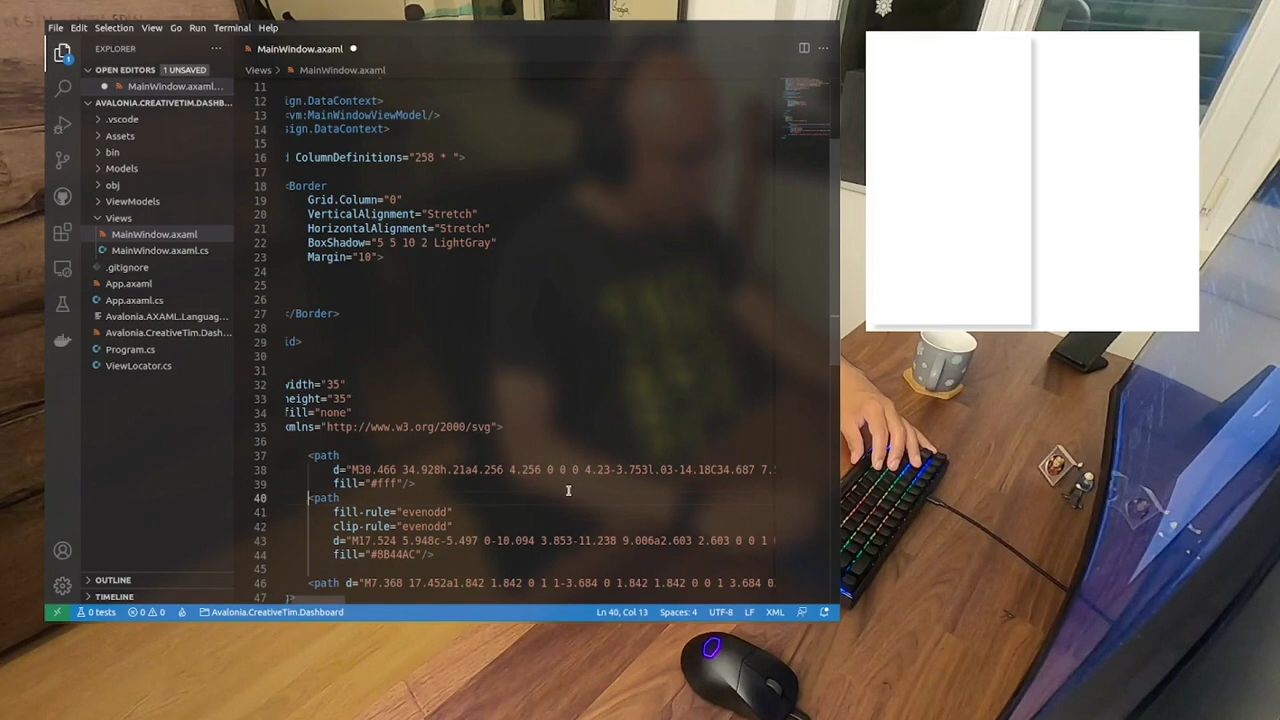 File Edit Selection View Go Run Terminal Help
EXPLORER
MainWindow.axaml
OPEN EDITORS 1 UNSAVED
Views > MainWindow.axaml
MainWindow.axaml...
AVALONIA.CREATIVETIM.DASHB...
.vscode
Assets
bin
Models
obj
ViewModels
Views
MainWindow.axaml
MainWindow.axaml.cs
.gitignore
App.axaml
App.axaml.cs
Avalonia.AXAML.Languag...
Avalonia.CreativeTim.Dash...
Program.cs
ViewLocator.cs
OUTLINE
TIMELINE
11
12 ign.DataContext>
13 <vm:MainWindowViewModel/>
14 sign.DataContext>
15
16 ColumnDefinitions="258 * ">
17
18 <Border
19 Grid.Column="0"
20 VerticalAlignment="Stretch"
21 HorizontalAlignment="Stretch"
22 BoxShadow="5 5 10 2 LightGray"
23 Margin="10">
24
25
26
27 </Border>
28
29 id>
30
31
32 width="35"
33 height="35"
34 fill="none"
35 xmlns="http://www.w3.org/2000/svg">
36
37 <path
38 d="M30.466 34.928h.21a4.256 4.256 0 0 0 4.23-3.753l.03-14.18C34.687 7.
39 fill="#fff"/>
40 <path
41 fill-rule="evenodd"
42 clip-rule="evenodd"
43 d="M17.524 5.948c-5.497 0-10.094 3.853-11.238 9.006a2.603 2.603 0 0 1
44 fill="#8B44AC"/>
45
46 <path d="M7.368 17.452a1.842 1.842 0 1 1-3.684 0 1.842 1.842 0 0 1 3.684 0
47
0 tests 0 0 Avalonia.CreativeTim.Dashboard Ln 40, Col 13 Spaces: 4 UTF-8 LF XML